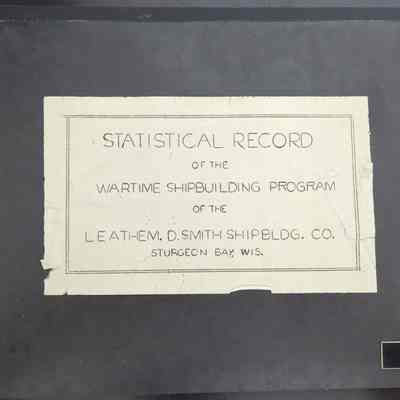 STATISTICAL RECORD
OF THE
WARTIME SHIPBUILDING PROGRAM
OF THE
LEATHEM. D. SMITH SHIPBLDG. CO.
STURGEON BAY, WIS.